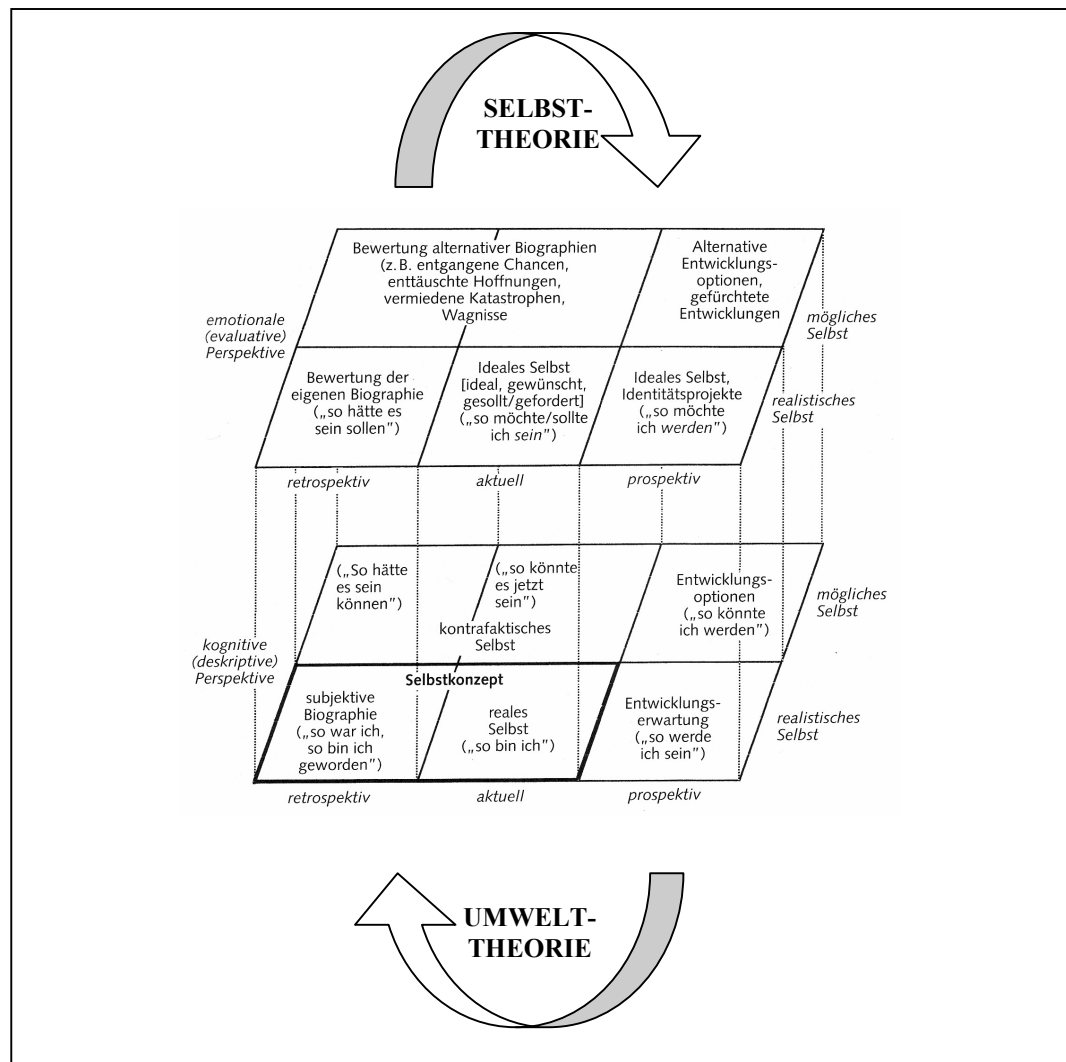 SELBST-
THEORIE
Bewertung alternativer Biographien
(z. B. entgangene Chancen,
enttäuschte Hoffnungen,
vermiedene Katastrophen,
Wagnisse
Alternative
Entwicklungs-
optionen,
gefürchtete
Entwicklungen
emotionale
(evaluative)
Perspektive
mögliches
Selbst
Bewertung der
eigenen Biographie
(„so hätte es
sein sollen”)
Ideales Selbst
[ideal, gewünscht,
gesollt/gefordert]
(„so möchte/sollte
ich sein”)
Ideales Selbst,
Identitätsprojekte
(„so möchte
ich werden”)
realistisches
Selbst
retrospektiv
aktuell
prospektiv
(„So hätte
es sein
können”)
(„so könnte
es jetzt
sein”)
kontrafaktisches
Selbst
Entwicklungs-
optionen
(„so könnte
ich werden”)
mögliches
Selbst
kognitive
(deskriptive)
Perspektive
Selbstkonzept
subjektive
Biographie
(„so war ich,
so bin ich
geworden”)
reales
Selbst
(„so bin ich”)
Entwicklungs-
erwartung
(„so werde
ich sein”)
realistisches
Selbst
retrospektiv
aktuell
prospektiv
UMWELT-
THEORIE